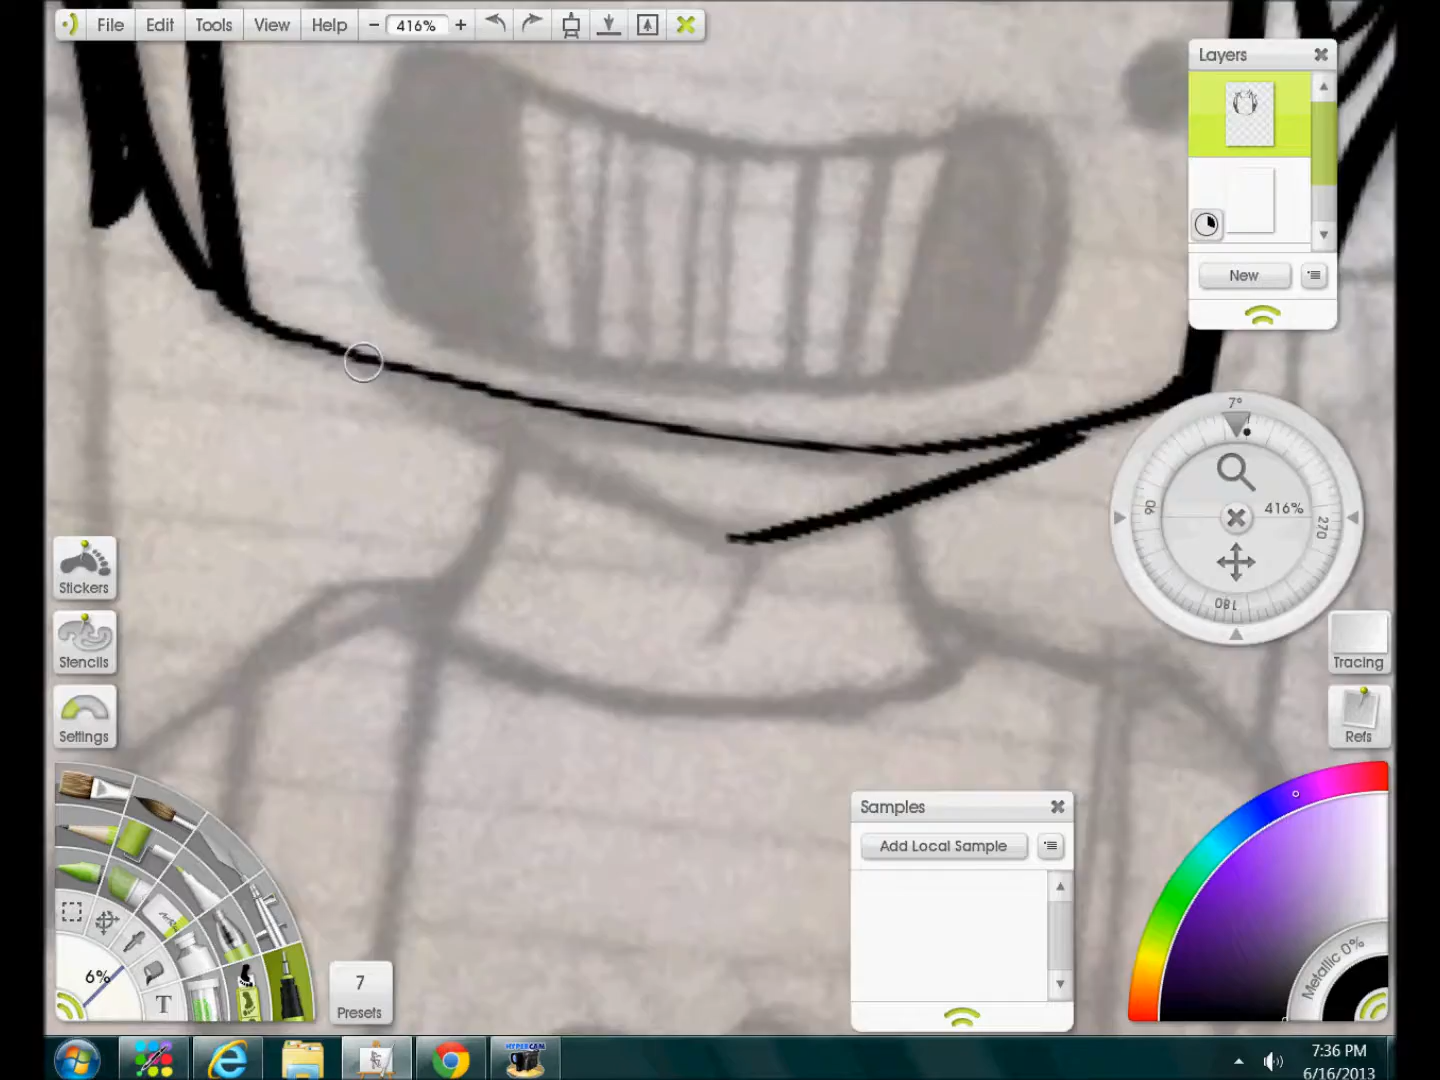 File Edit Tools View Help − 416% +
Layers
New
7°
90
416%
270
180
Stickers
Stencils
Settings
Tracing
Refs
Samples
Add Local Sample
Metallic 0%
6%
T
7
Presets
HYPERCAM
7:36 PM
6/16/2013